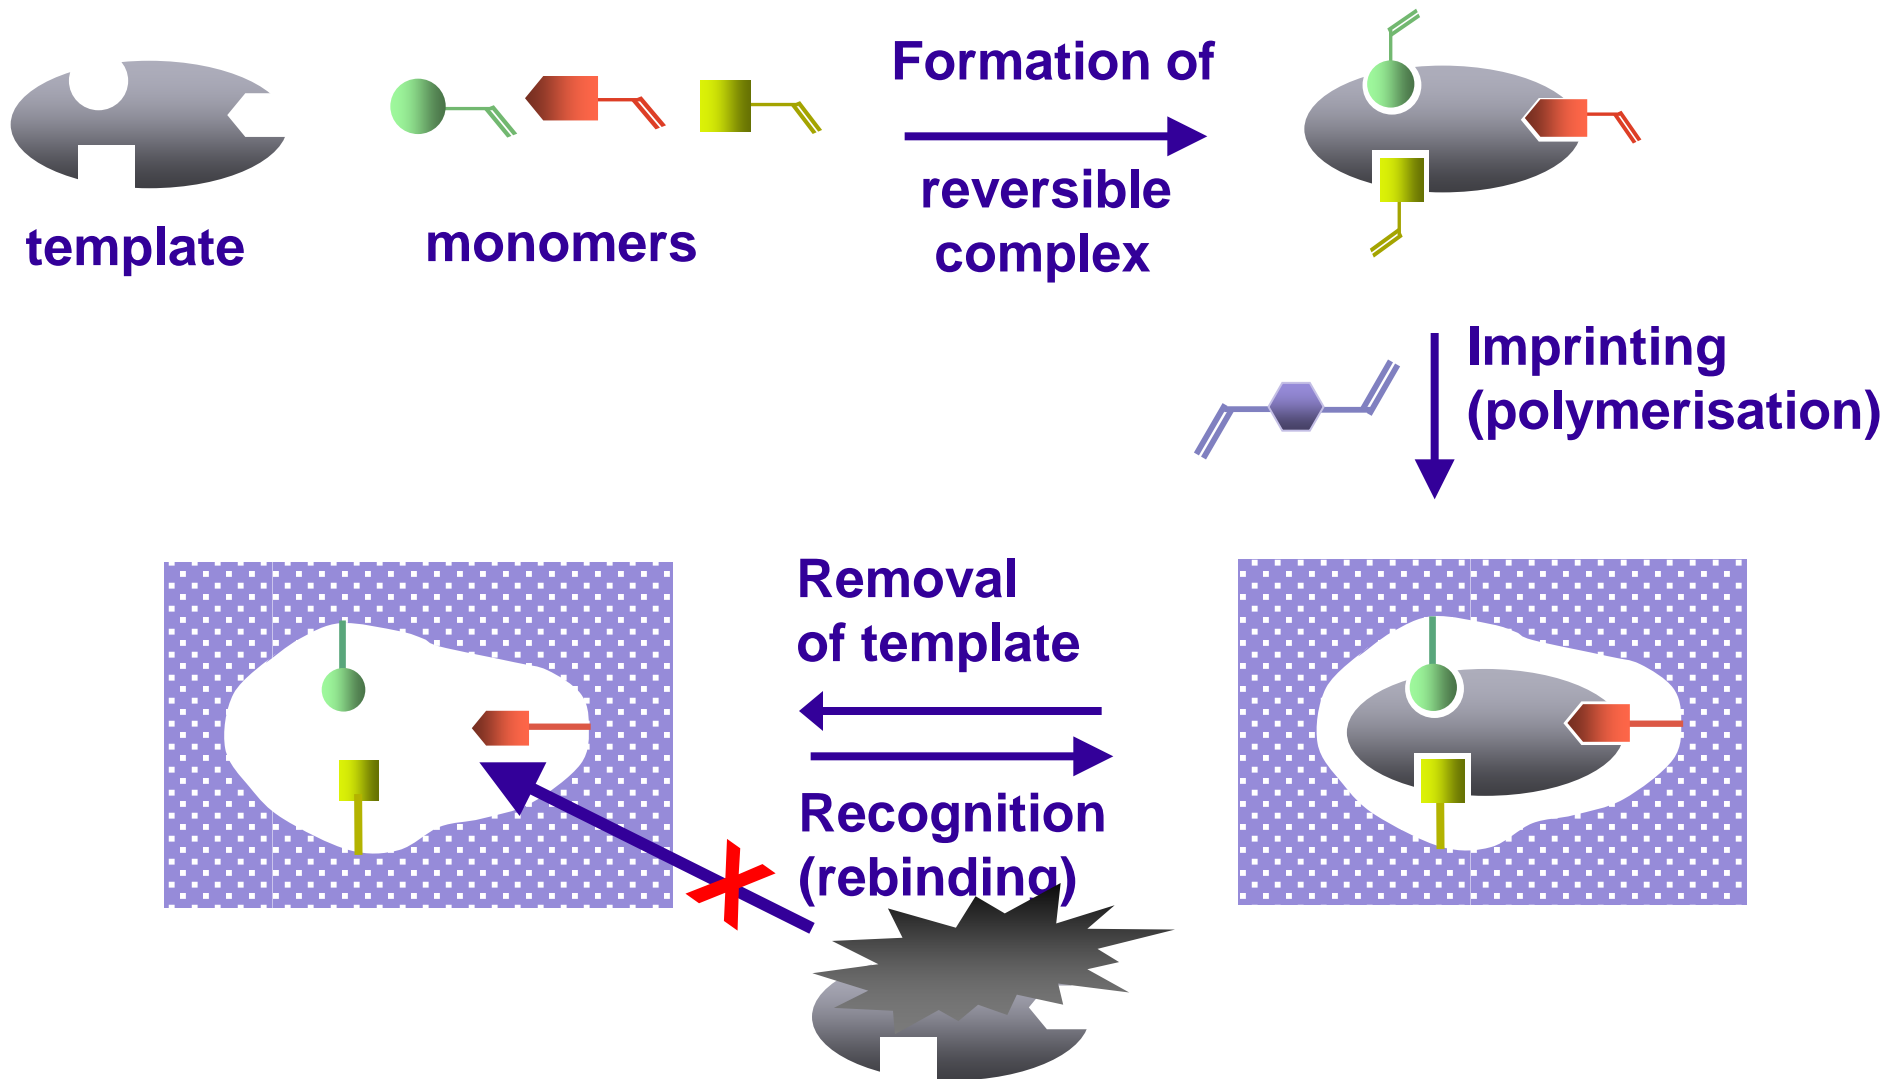 template
monomers
Formation of
reversible
complex
Imprinting
(polymerisation)
Removal
of template
Recognition
(rebinding)